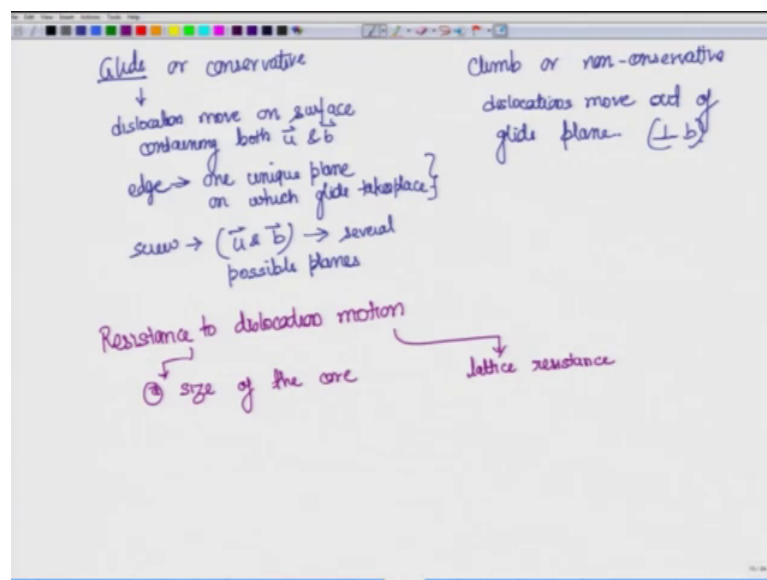 Glide or conservative
dislocation move on surface
containing both u & b
edge → one unique plane
on which glide takes place}
screw → (u & b) → several
possible planes
Climb or non-conservative
dislocations move out of
glide plane (⊥ b)
Resistance to dislocation motion
size of the core
lattice resistance